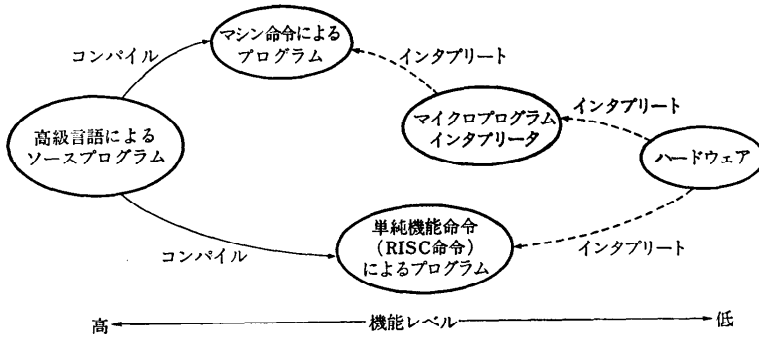 マシン命令による
プログラム
コンパイル
インタプリート
マイクロプログラム
インタプリータ
インタプリート
高級言語による
ソースプログラム
ハードウェア
単純機能命令
(RISC命令)
によるプログラム
コンパイル
インタプリート
高
機能レベル
低